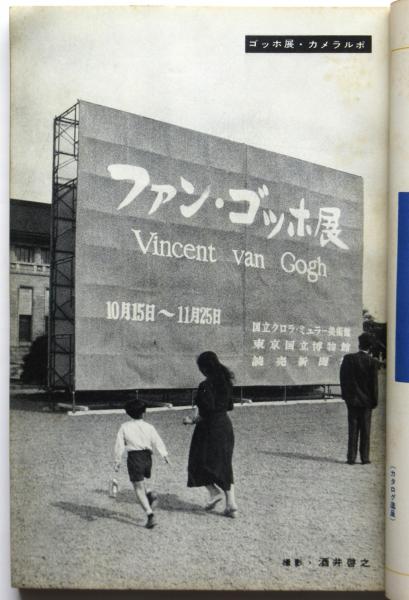 ゴッホ展・カメラルポ
ファン・ゴッホ展
Vincent van Gogh
10月15日～11月25日
国立クロラ・ミュラー美術館
東京国立博物館
読売新聞
撮影・酒井啓之